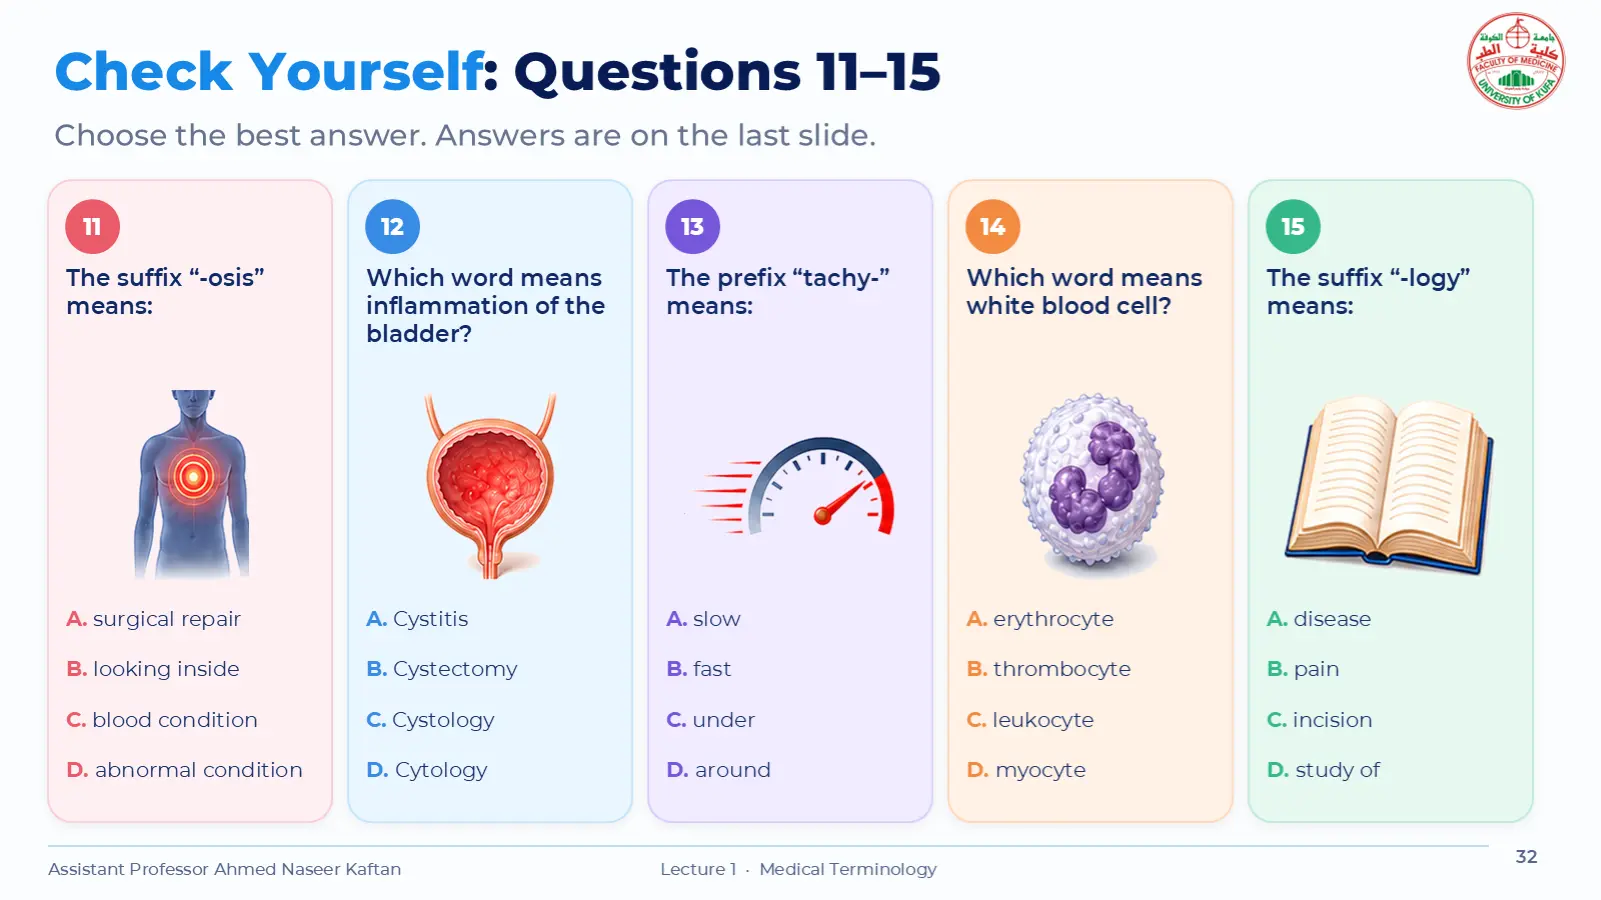 Check Yourself: Questions 11–15
Choose the best answer. Answers are on the last slide.
جامعة الكوفة
كلية الطب
FACULTY OF MEDICINE
UNIVERSITY OF KUFA
11
The suffix “-osis”
means:
A. surgical repair
B. looking inside
C. blood condition
D. abnormal condition
12
Which word means
inflammation of the
bladder?
A. Cystitis
B. Cystectomy
C. Cystology
D. Cytology
13
The prefix “tachy-”
means:
A. slow
B. fast
C. under
D. around
14
Which word means
white blood cell?
A. erythrocyte
B. thrombocyte
C. leukocyte
D. myocyte
15
The suffix “-logy”
means:
A. disease
B. pain
C. incision
D. study of
Assistant Professor Ahmed Naseer Kaftan
Lecture 1 · Medical Terminology
32